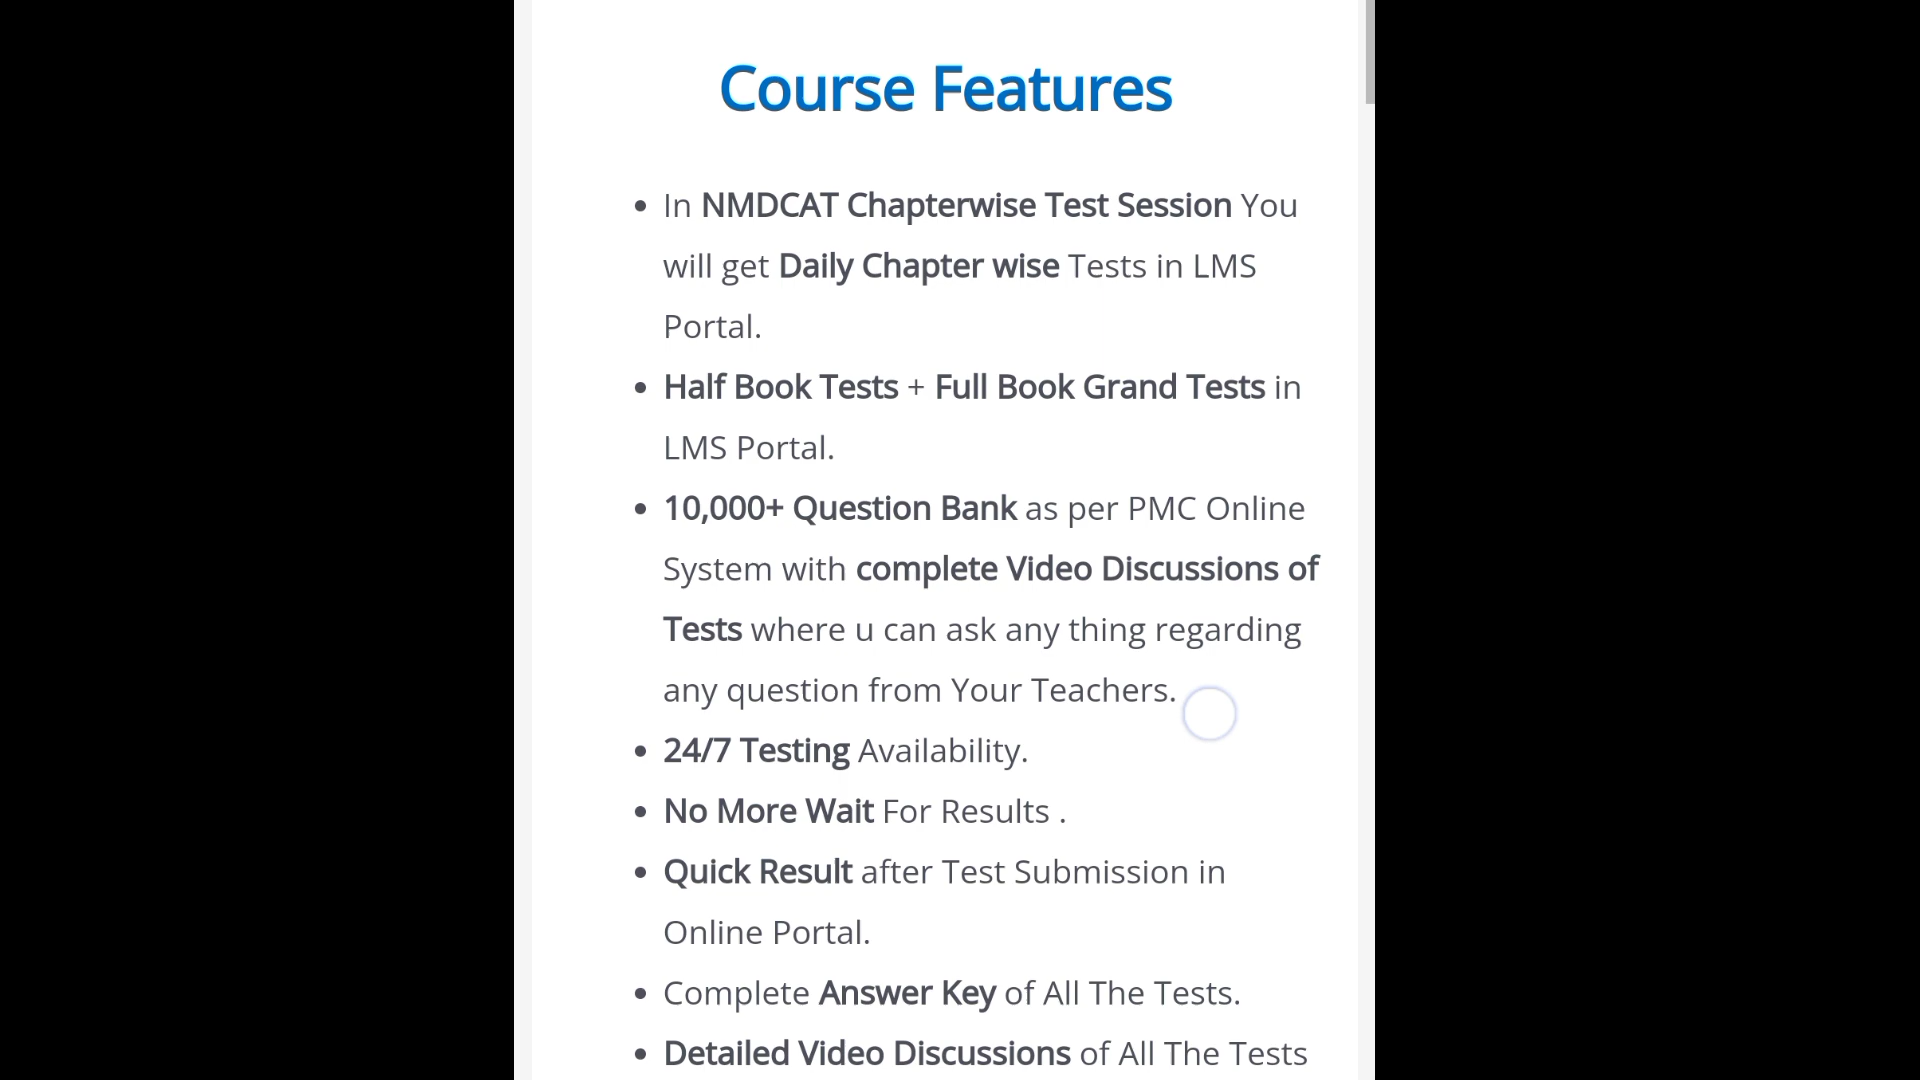 Course Features
• In NMDCAT Chapterwise Test Session You
will get Daily Chapter wise Tests in LMS
Portal.
• Half Book Tests + Full Book Grand Tests in
LMS Portal.
• 10,000+ Question Bank as per PMC Online
System with complete Video Discussions of
Tests where u can ask any thing regarding
any question from Your Teachers.
• 24/7 Testing Availability.
• No More Wait For Results .
• Quick Result after Test Submission in
Online Portal.
• Complete Answer Key of All The Tests.
• Detailed Video Discussions of All The Tests